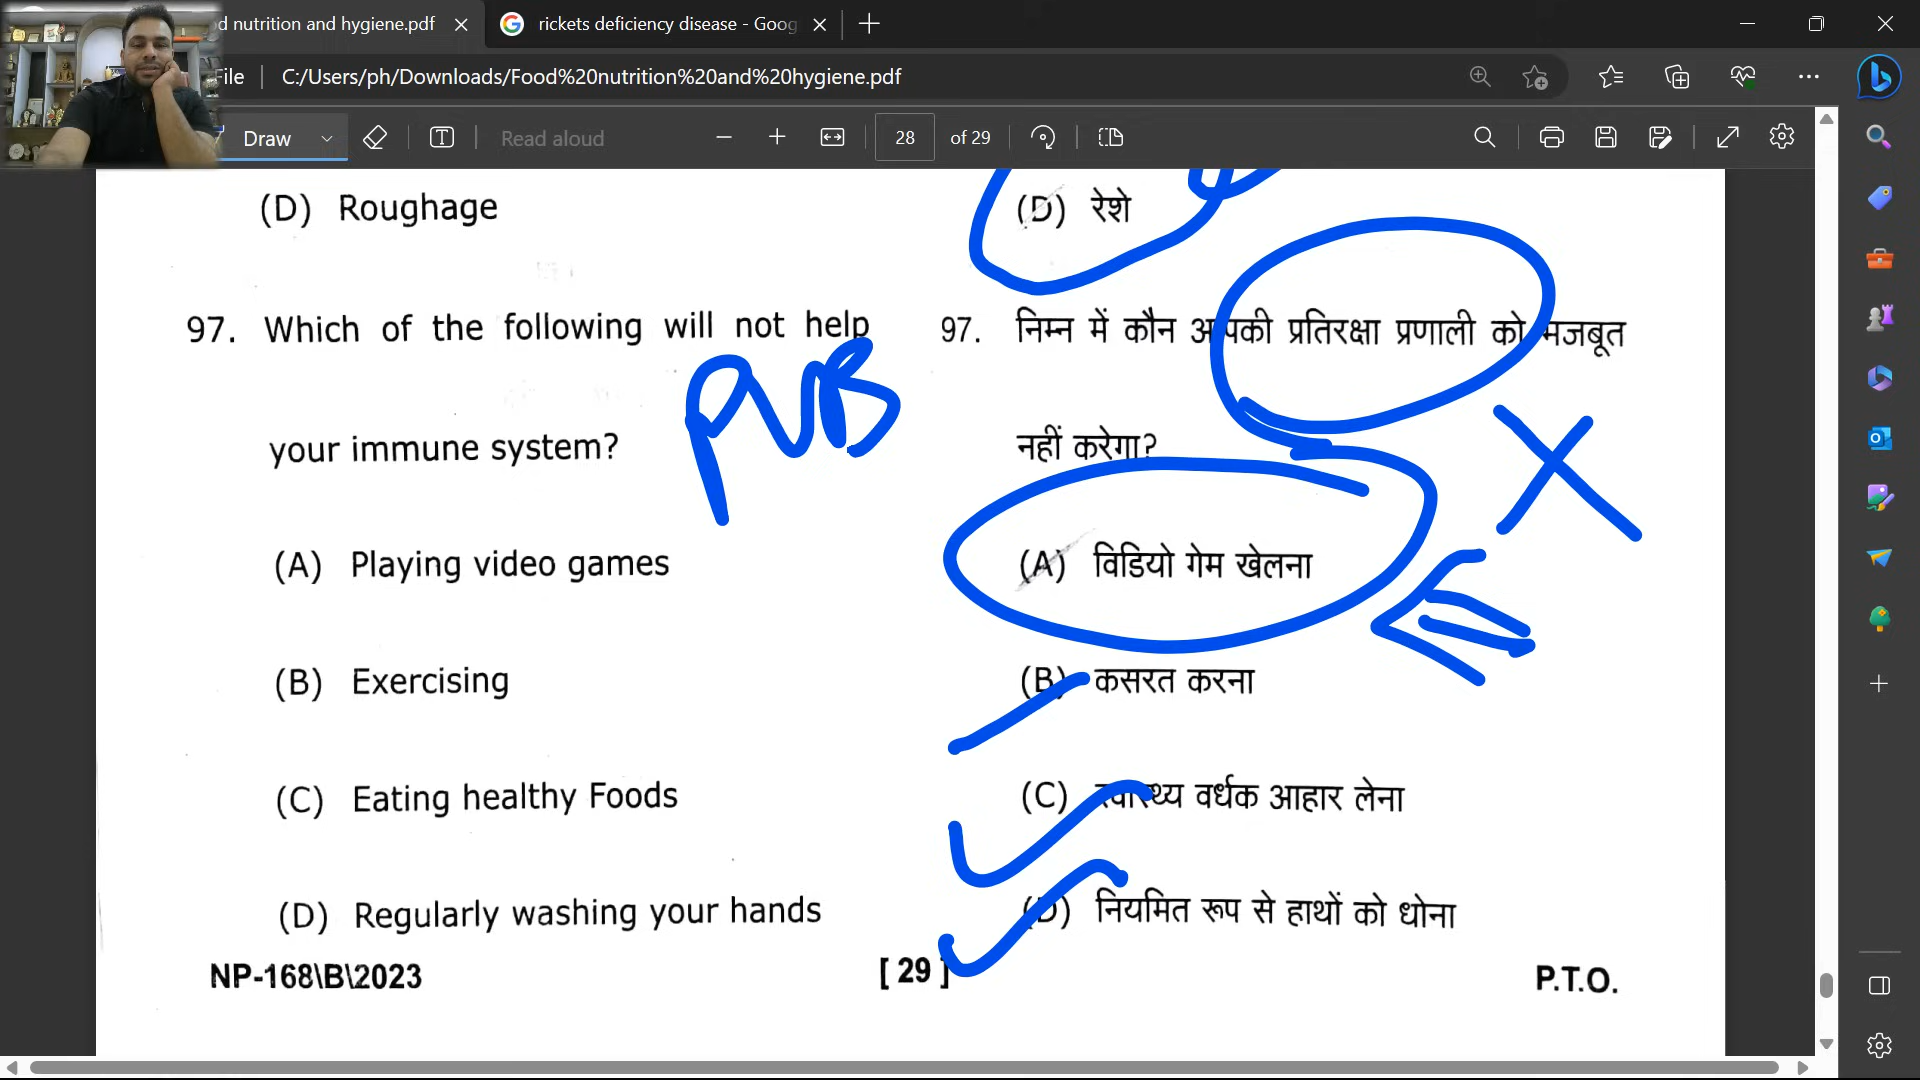 d nutrition and hygiene.pdf
rickets deficiency disease - Goog
File
C:/Users/ph/Downloads/Food%20nutrition%20and%20hygiene.pdf
Draw
Read aloud
28 of 29
(D) Roughage
97. Which of the following will not help
your immune system?
PUB
(A) Playing video games
(B) Exercising
(C) Eating healthy Foods
(D) Regularly washing your hands
(D) रेशे
97. निम्न में कौन आपकी प्रतिरक्षा प्रणाली को मजबूत
नहीं करेगा?
(A) विडियो गेम खेलना
(B) कसरत करना
(C) स्वास्थ्य वर्धक आहार लेना
(D) नियमित रूप से हाथों को धोना
NP-168\B\2023
[ 29 ]
P.T.O.